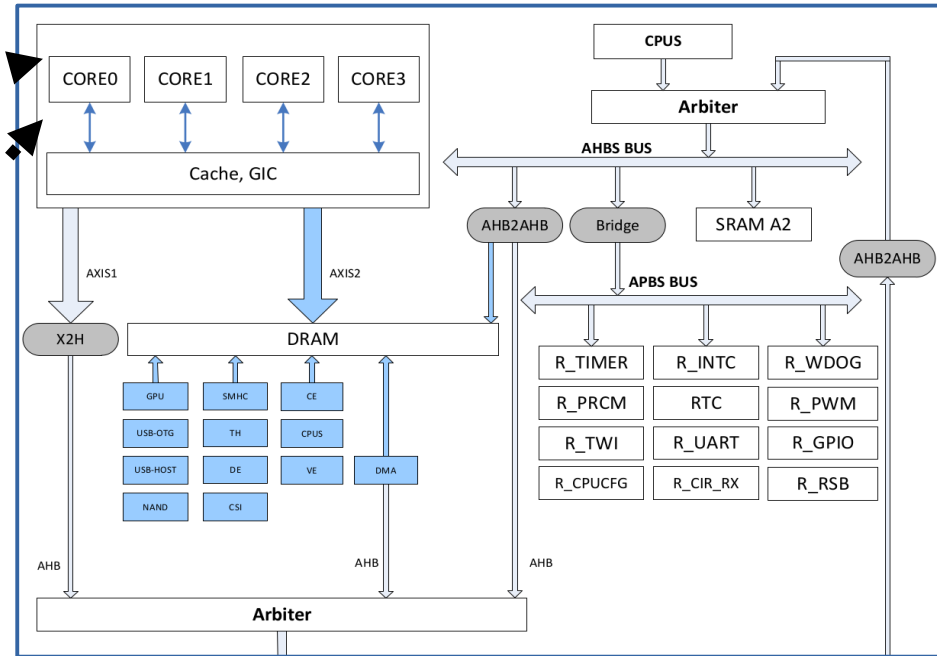 CPUS
CORE0 CORE1 CORE2 CORE3
Arbiter
AHBS BUS
Cache, GIC
AHB2AHB Bridge SRAM A2
AHB2AHB
AXIS1 AXIS2
APBS BUS
X2H DRAM
R_TIMER R_INTC R_WDOG
GPU SMHC CE
R_PRCM RTC R_PWM
USB-OTG TH CPUS
R_TWI R_UART R_GPIO
USB-HOST DE VE DMA
R_CPUCFG R_CIR_RX R_RSB
NAND CSI
AHB AHB AHB
Arbiter